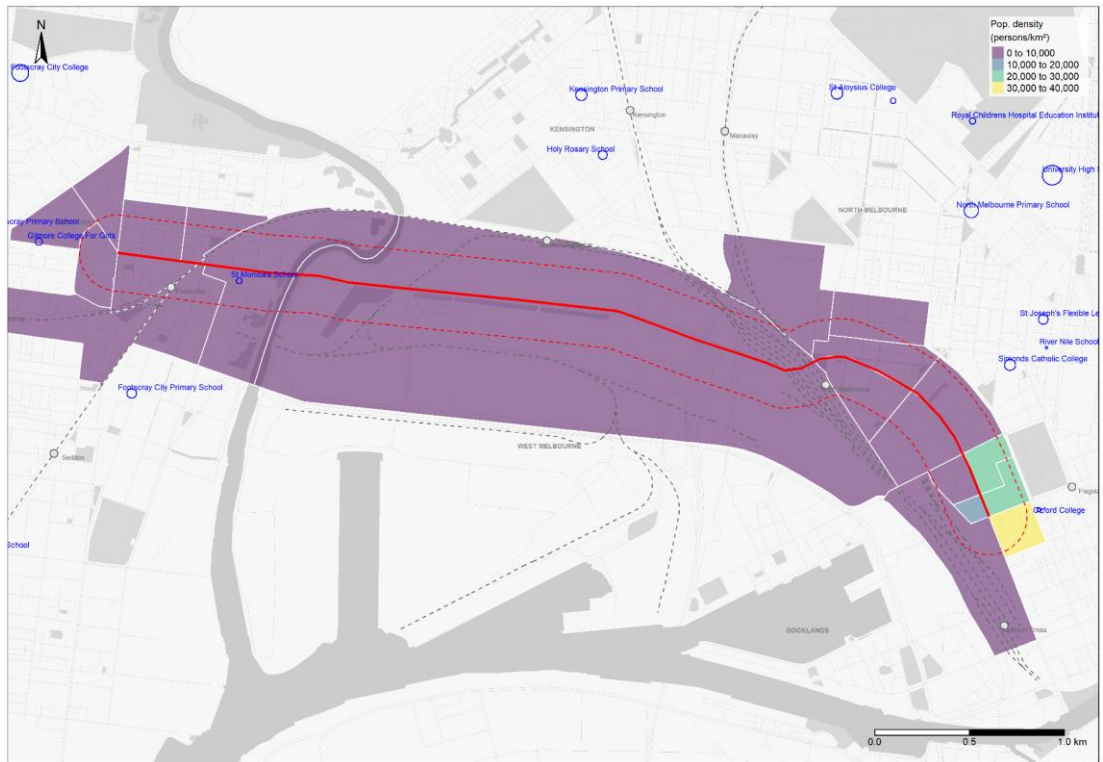 N
Pop. density
(persons/km²)
0 to 10,000
10,000 to 20,000
20,000 to 30,000
30,000 to 40,000
Footscray City College
Kensington Primary School
St Aloysius College
Kensington
Royal Childrens Hospital Education Institut
KENSINGTON
Macaulay
Holy Rosary School
University High
North Melbourne Primary School
NORTH MELBOURNE
cray Primary School
Gilmore College For Girls
St Monica's School
St Joseph's Flexible Le
River Nile School
Simonds Catholic College
Footscray City Primary School
WEST MELBOURNE
Seddon
Flagsta
Oxford College
School
DOCKLANDS
0.0
0.5
1.0 km